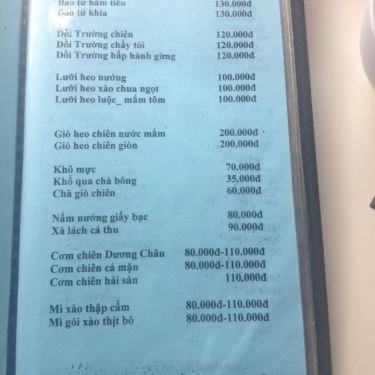 Bao tử hầm tiêu 130.000đ
Bao tử khìa 130.000đ
Dồi Trường chiên 120.000đ
Dồi Trường chấy tỏi 120.000đ
Dồi Trường hấp hành gừng 120.000đ
Lưỡi heo nướng 100.000đ
Lưỡi heo xào chua ngọt 100.000đ
Lưỡi heo luộc_ mắm tôm 100.000đ
Giò heo chiên nước mắm 200.000đ
Giò heo chiên giòn 200.000đ
Khô mực 70.000đ
Khổ qua chà bông 35.000đ
Chả giò chiên 60.000đ
Nấm nướng giấy bạc 80.000đ
Xà lách cá thu 90.000đ
Cơm chiên Dương Châu 80.000đ-110.000đ
Cơm chiên cá mặn 80.000đ-110.000đ
Cơm chiên hải sản 110.000đ
Mì xào thập cẩm 80.000đ-110.000đ
Mì gói xào thịt bò 80.000đ-110.000đ